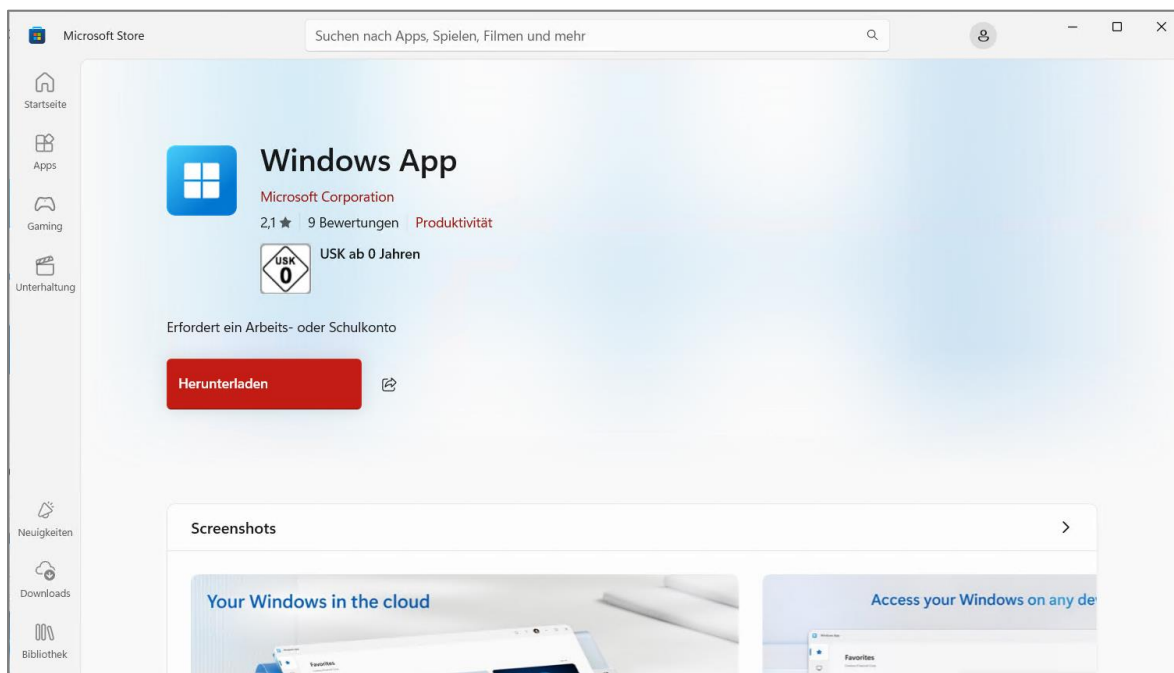 Microsoft Store
Suchen nach Apps, Spielen, Filmen und mehr
Startseite
Apps
Gaming
Unterhaltung
Windows App
Microsoft Corporation
2,1 ★ 9 Bewertungen Produktivität
USK
0
USK ab 0 Jahren
Erfordert ein Arbeits- oder Schulkonto
Herunterladen
Neuigkeiten
Downloads
Bibliothek
Screenshots
Your Windows in the cloud
Favorites
Access your Windows on any de
Windows App
Favorites